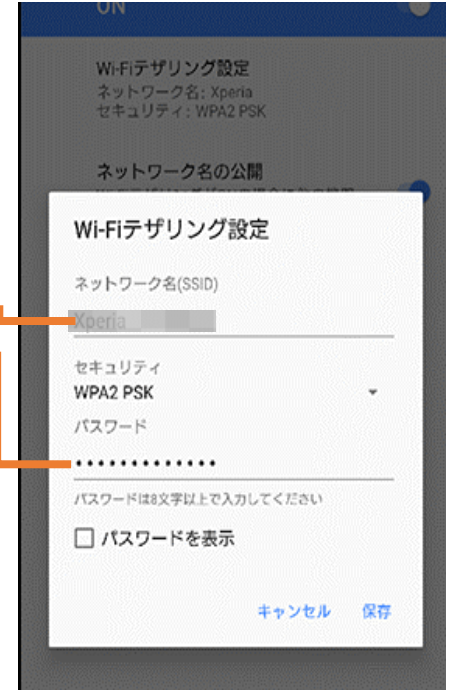 ON
Wi-Fiテザリング設定
ネットワーク名: Xperia
セキュリティ: WPA2 PSK
ネットワーク名の公開
Wi-Fiテザリング設定
ネットワーク名(SSID)
Xperia
セキュリティ
WPA2 PSK
パスワード
•••••••••••••
パスワードは8文字以上で入力してください
パスワードを表示
キャンセル 保存